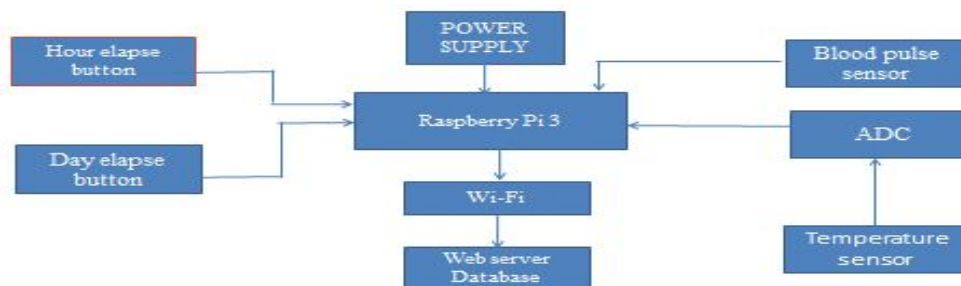 POWER
SUPPLY
Hour elapse
button
Blood pulse
sensor
Raspberry Pi 3
ADC
Day elapse
button
Wi-Fi
Temperature
sensor
Web server
Database